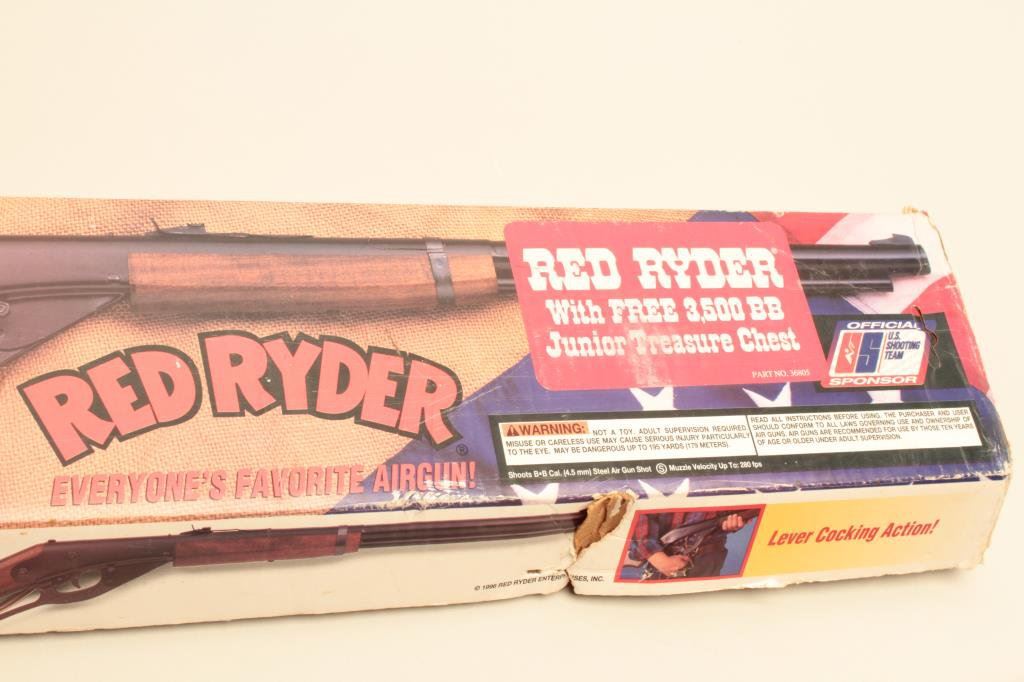 RED RYDER
With FREE 3,500 BB
Junior Treasure Chest
PART NO. 36805
OFFICIAL
U.S.
SHOOTING
TEAM
US
SPONSOR
RED RYDER®
EVERYONE'S FAVORITE AIRGUN!
WARNING: NOT A TOY. ADULT SUPERVISION REQUIRED.
MISUSE OR CARELESS USE MAY CAUSE SERIOUS INJURY PARTICULARLY
TO THE EYE. MAY BE DANGEROUS UP TO 195 YARDS (179 METERS).
READ ALL INSTRUCTIONS BEFORE USING. THE PURCHASER AND USER
SHOULD CONFORM TO ALL LAWS GOVERNING USE AND OWNERSHIP OF
AIR GUNS. AIR GUNS ARE RECOMMENDED FOR USE BY THOSE TEN YEARS
OF AGE OR OLDER UNDER ADULT SUPERVISION.
Shoots B•B Cal. (4.5 mm) Steel Air Gun Shot Ⓢ Muzzle Velocity Up To: 280 fps
Lever Cocking Action!
© 1996 RED RYDER ENTERP ISES, INC.